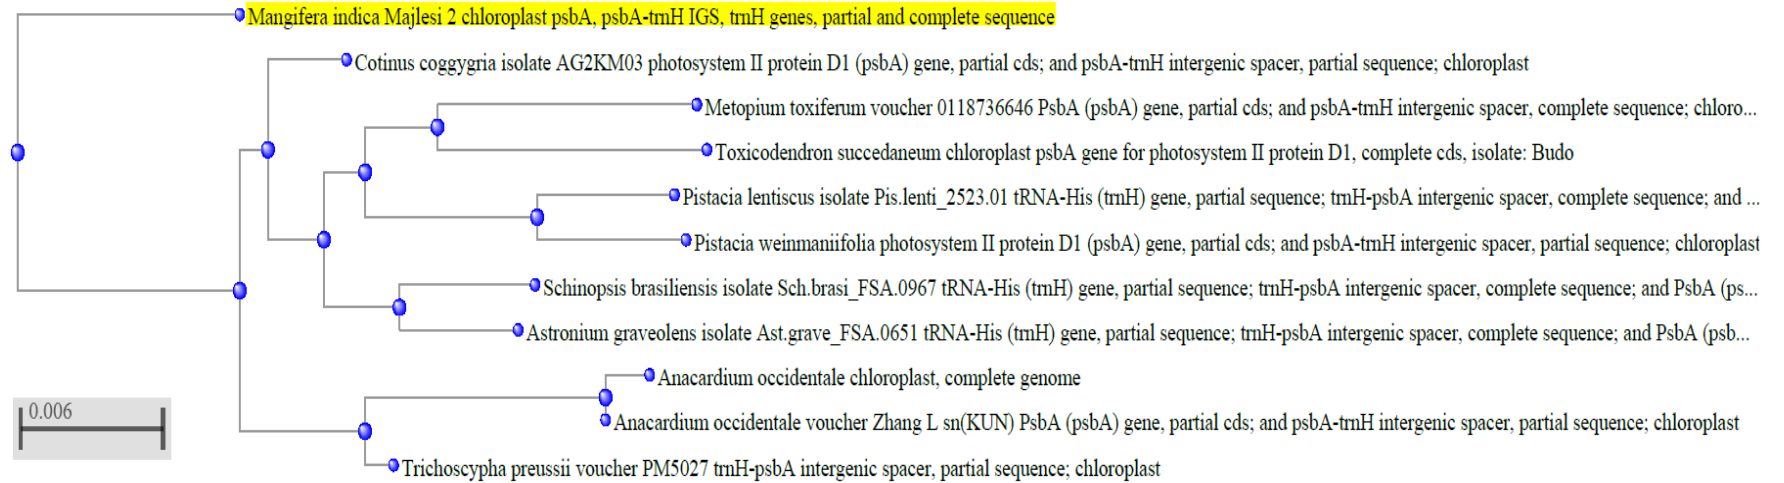 Mangifera indica Majlesi 2 chloroplast psbA, psbA-trnH IGS, trnH genes, partial and complete sequence
Cotinus coggygria isolate AG2KM03 photosystem II protein D1 (psbA) gene, partial cds; and psbA-trnH intergenic spacer, partial sequence; chloroplast
Metopium toxiferum voucher 0118736646 PsbA (psbA) gene, partial cds; and psbA-trnH intergenic spacer, complete sequence; chloro...
Toxicodendron succedaneum chloroplast psbA gene for photosystem II protein D1, complete cds, isolate: Budo
Pistacia lentiscus isolate Pis.lenti_2523.01 tRNA-His (trnH) gene, partial sequence; trnH-psbA intergenic spacer, complete sequence; and ...
Pistacia weinmaniifolia photosystem II protein D1 (psbA) gene, partial cds; and psbA-trnH intergenic spacer, partial sequence; chloroplast
Schinopsis brasiliensis isolate Sch.brasi_FSA.0967 tRNA-His (trnH) gene, partial sequence; trnH-psbA intergenic spacer, complete sequence; and PsbA (ps...
Astronium graveolens isolate Ast.grave_FSA.0651 tRNA-His (trnH) gene, partial sequence; trnH-psbA intergenic spacer, complete sequence; and PsbA (psb...
Anacardium occidentale chloroplast, complete genome
0.006
Anacardium occidentale voucher Zhang L sn(KUN) PsbA (psbA) gene, partial cds; and psbA-trnH intergenic spacer, partial sequence; chloroplast
Trichoscypha preussii voucher PM5027 trnH-psbA intergenic spacer, partial sequence; chloroplast